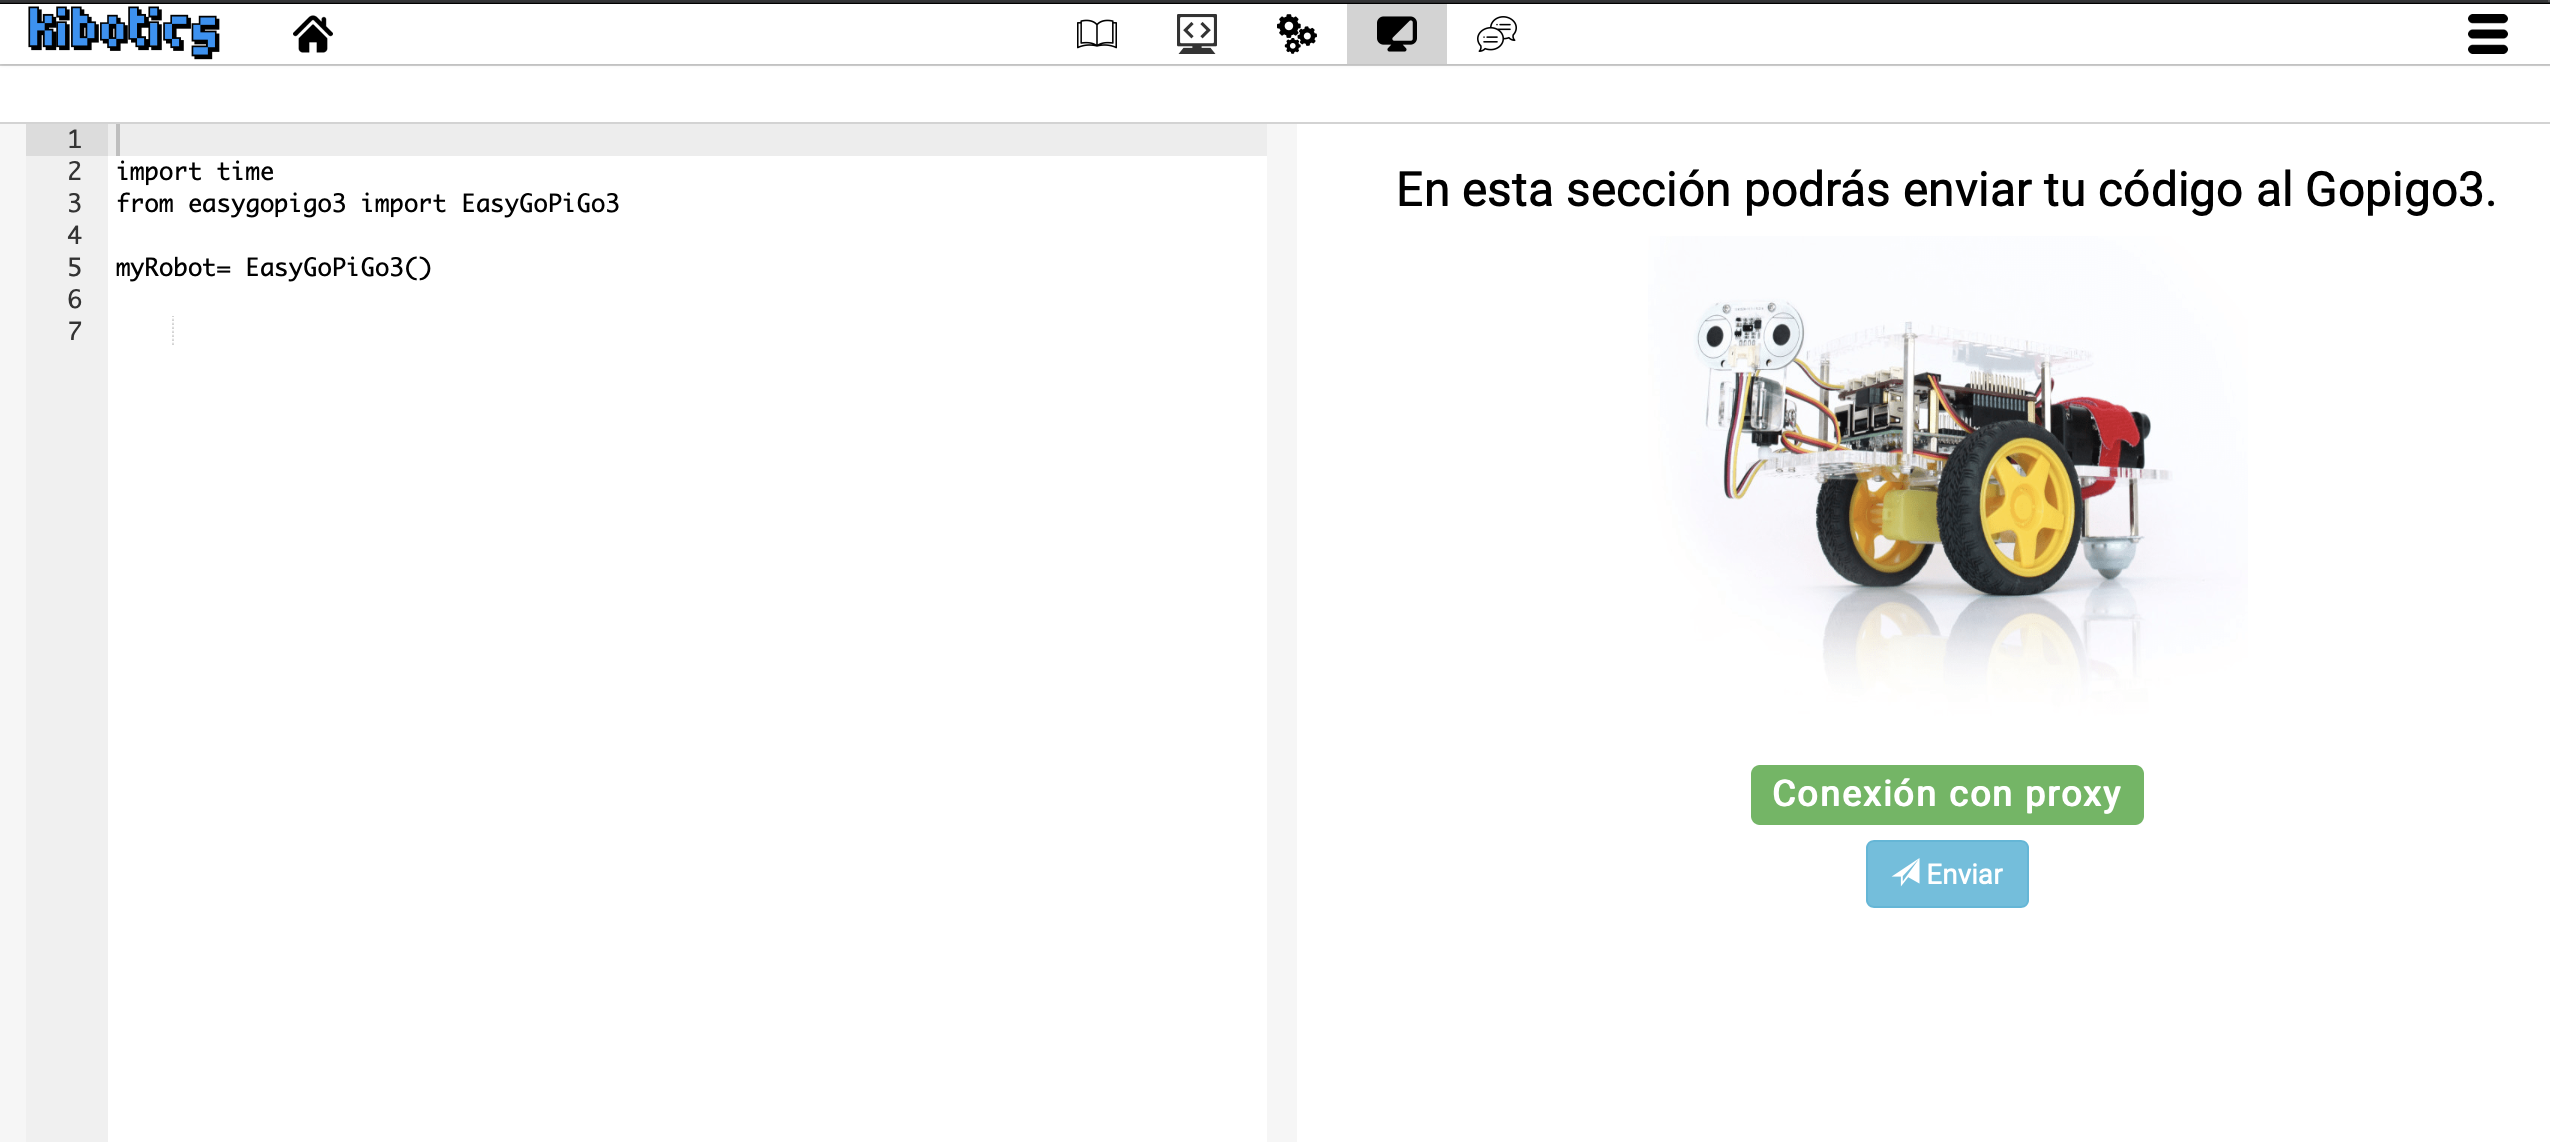 kibotics
1
2 import time
3 from easygopigo3 import EasyGoPiGo3
4
5 myRobot= EasyGoPiGo3()
6
7
En esta sección podrás enviar tu código al Gopigo3.
Conexión con proxy
Enviar